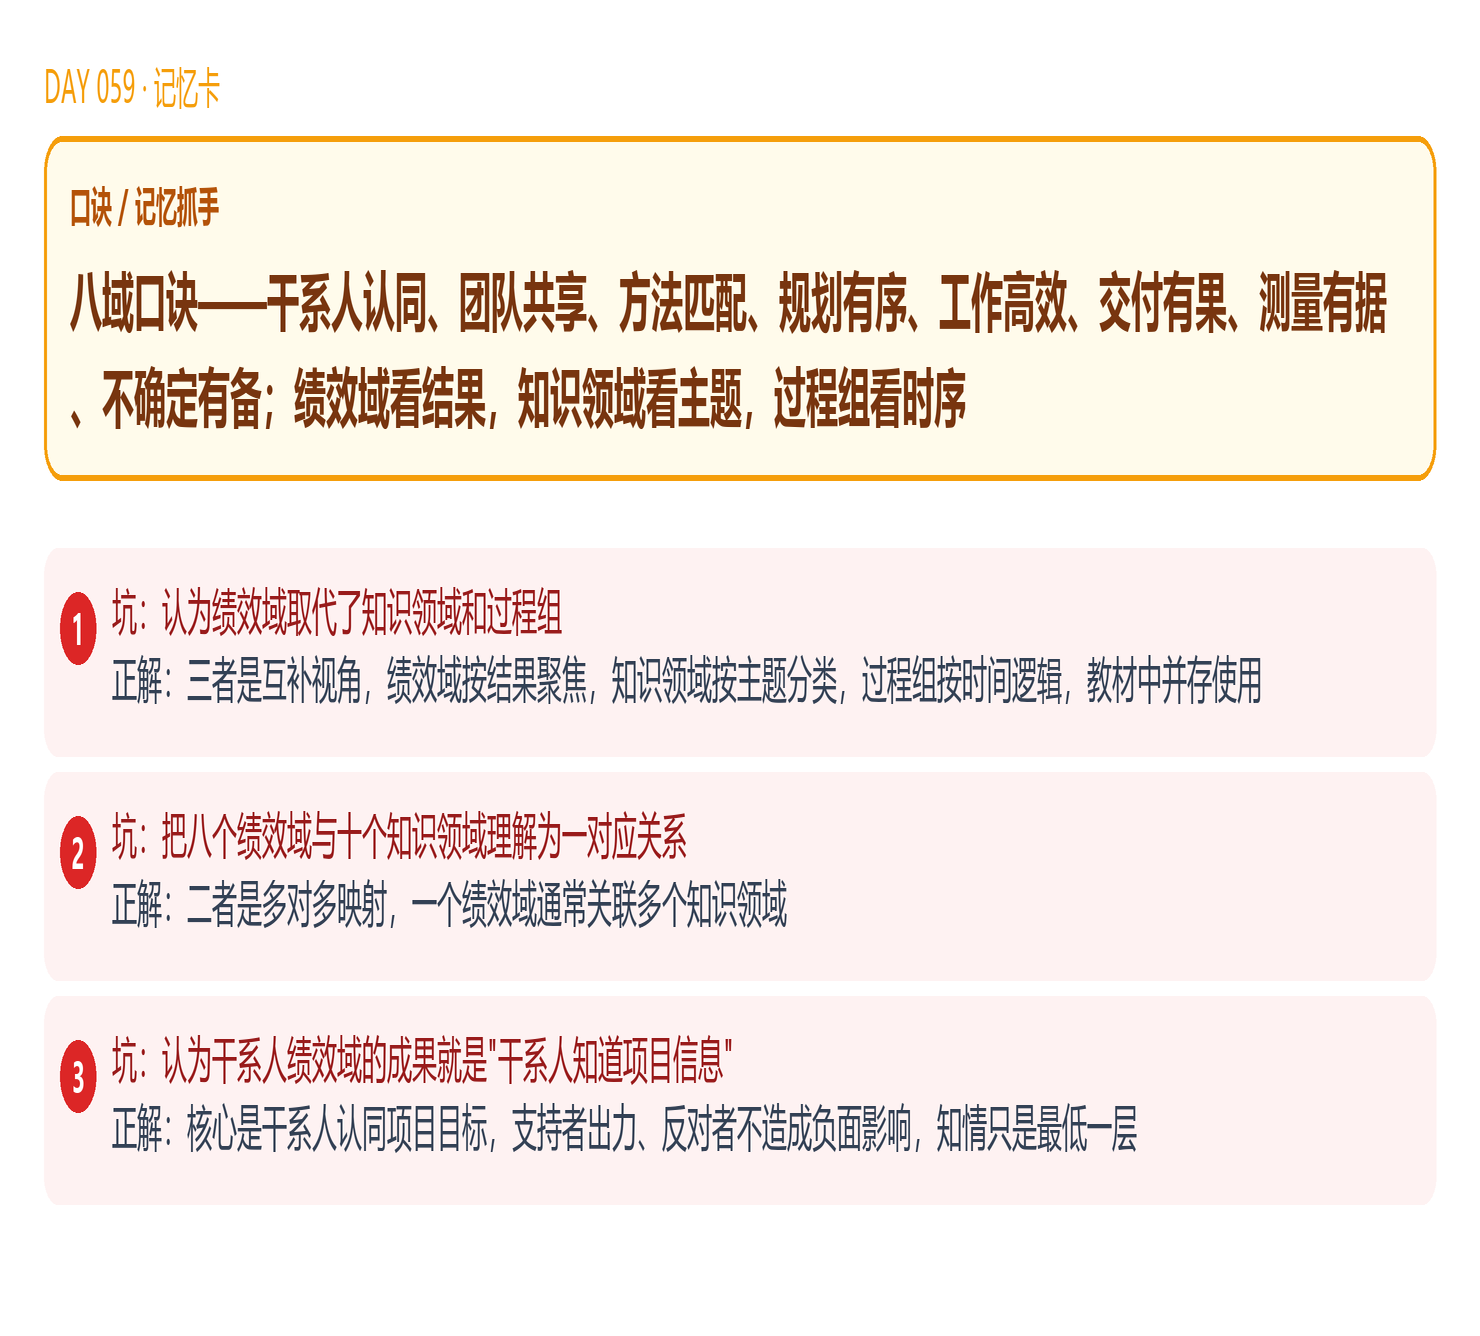 DAY 059 · 记忆卡
口诀 / 记忆抓手
八域口诀——干系人认同、团队共享、方法匹配、规划有序、工作高效、交付有果、测量有据
、不确定有备；绩效域看结果，知识领域看主题，过程组看时序
1
坑：认为绩效域取代了知识领域和过程组
正解：三者是互补视角，绩效域按结果聚焦，知识领域按主题分类，过程组按时间逻辑，教材中并存使用
2
坑：把八个绩效域与十个知识领域理解为一对应关系
正解：二者是多对多映射，一个绩效域通常关联多个知识领域
3
坑：认为干系人绩效域的成果就是"干系人知道项目信息"
正解：核心是干系人认同项目目标，支持者出力、反对者不造成负面影响，知情只是最低一层